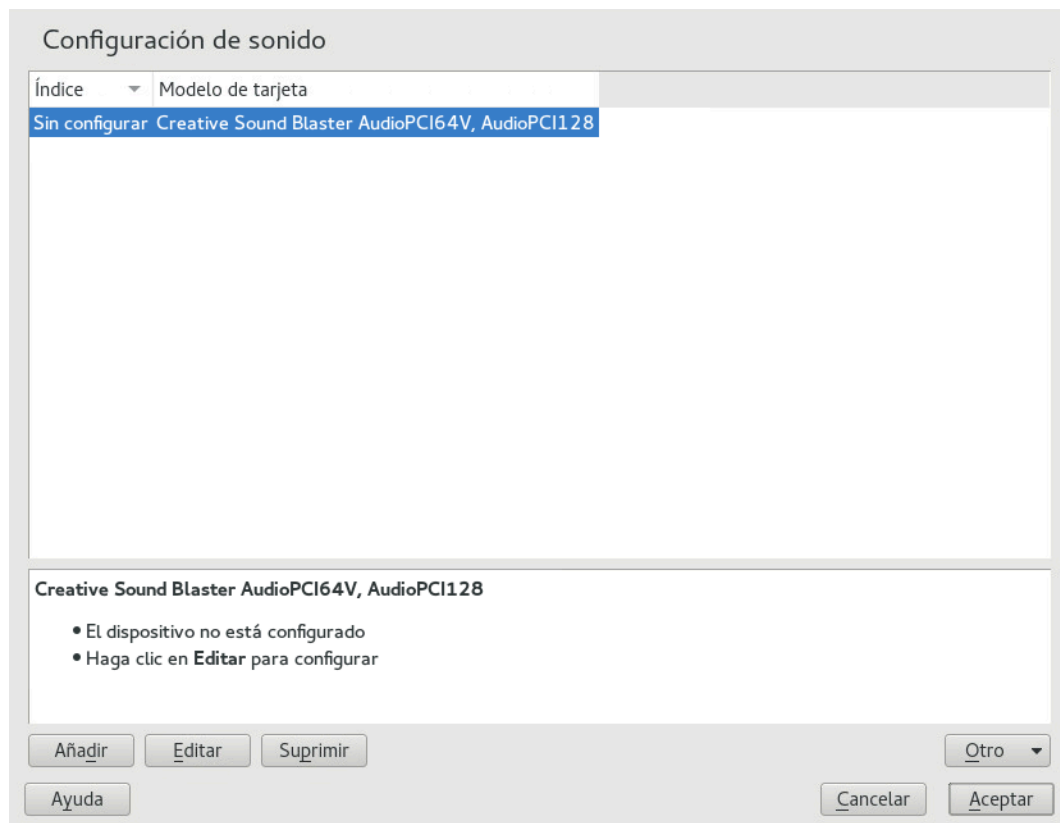 Configuración de sonido
Índice Modelo de tarjeta
Sin configurar Creative Sound Blaster AudioPCI64V, AudioPCI128
Creative Sound Blaster AudioPCI64V, AudioPCI128
• El dispositivo no está configurado
• Haga clic en Editar para configurar
Añadir Editar Suprimir Otro
Ayuda Cancelar Aceptar